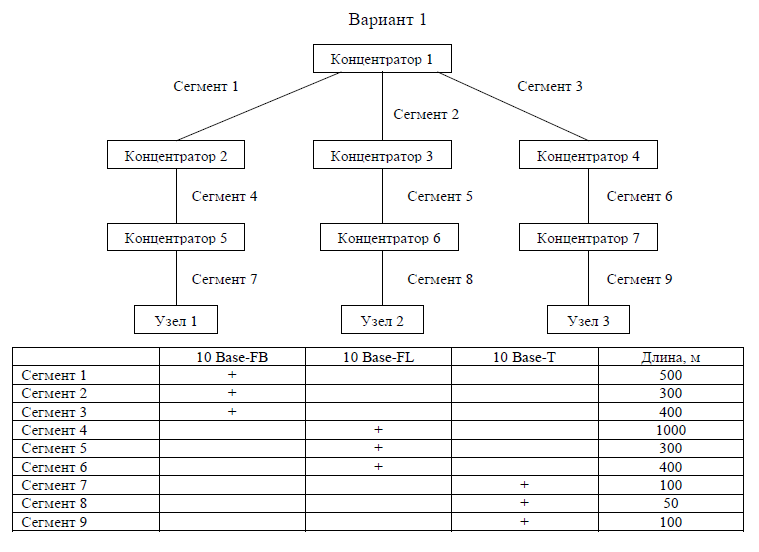 Вариант 1
Концентратор 1
Сегмент 1
Сегмент 3
Сегмент 2
Концентратор 2
Концентратор 3
Концентратор 4
Сегмент 4
Сегмент 5
Сегмент 6
Концентратор 5
Концентратор 6
Концентратор 7
Сегмент 7
Сегмент 8
Сегмент 9
Узел 1
Узел 2
Узел 3
10 Base-FB 10 Base-FL 10 Base-T Длина, м
Сегмент 1 + 500
Сегмент 2 + 300
Сегмент 3 + 400
Сегмент 4 + 1000
Сегмент 5 + 300
Сегмент 6 + 400
Сегмент 7 + 100
Сегмент 8 + 50
Сегмент 9 + 100